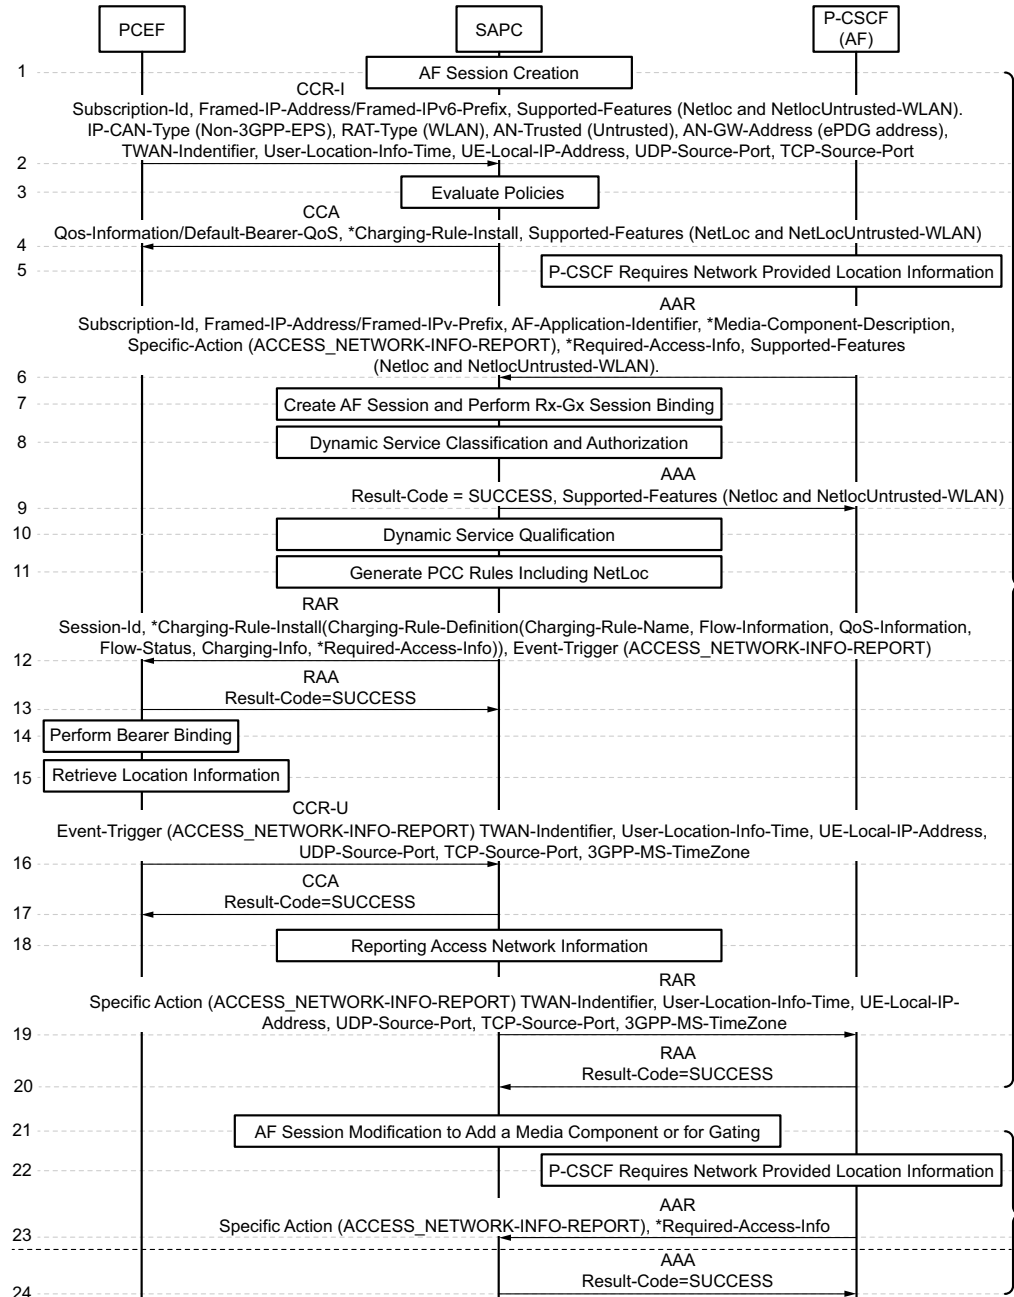 PCEF
SAPC
P-CSCF
(AF)
1
AF Session Creation
CCR-I
Subscription-Id, Framed-IP-Address/Framed-IPv6-Prefix, Supported-Features (Netloc and NetlocUntrusted-WLAN).
IP-CAN-Type (Non-3GPP-EPS), RAT-Type (WLAN), AN-Trusted (Untrusted), AN-GW-Address (ePDG address),
TWAN-Indentifier, User-Location-Info-Time, UE-Local-IP-Address, UDP-Source-Port, TCP-Source-Port
2
3
Evaluate Policies
CCA
Qos-Information/Default-Bearer-QoS, *Charging-Rule-Install, Supported-Features (NetLoc and NetLocUntrusted-WLAN)
4
5
P-CSCF Requires Network Provided Location Information
AAR
Subscription-Id, Framed-IP-Address/Framed-IPv-Prefix, AF-Application-Identifier, *Media-Component-Description,
Specific-Action (ACCESS_NETWORK-INFO-REPORT), *Required-Access-Info, Supported-Features
(Netloc and NetlocUntrusted-WLAN).
6
7
Create AF Session and Perform Rx-Gx Session Binding
8
Dynamic Service Classification and Authorization
AAA
Result-Code = SUCCESS, Supported-Features (Netloc and NetlocUntrusted-WLAN)
9
10
Dynamic Service Qualification
11
Generate PCC Rules Including NetLoc
RAR
Session-Id, *Charging-Rule-Install(Charging-Rule-Definition(Charging-Rule-Name, Flow-Information, QoS-Information,
Flow-Status, Charging-Info, *Required-Access-Info)), Event-Trigger (ACCESS_NETWORK-INFO-REPORT)
12
RAA
Result-Code=SUCCESS
13
14
Perform Bearer Binding
15
Retrieve Location Information
CCR-U
Event-Trigger (ACCESS_NETWORK-INFO-REPORT) TWAN-Indentifier, User-Location-Info-Time, UE-Local-IP-Address,
UDP-Source-Port, TCP-Source-Port, 3GPP-MS-TimeZone
16
CCA
Result-Code=SUCCESS
17
18
Reporting Access Network Information
RAR
Specific Action (ACCESS_NETWORK-INFO-REPORT) TWAN-Indentifier, User-Location-Info-Time, UE-Local-IP-
Address, UDP-Source-Port, TCP-Source-Port, 3GPP-MS-TimeZone
19
RAA
Result-Code=SUCCESS
20
21
AF Session Modification to Add a Media Component or for Gating
22
P-CSCF Requires Network Provided Location Information
AAR
Specific Action (ACCESS_NETWORK-INFO-REPORT), *Required-Access-Info
23
AAA
Result-Code=SUCCESS
24